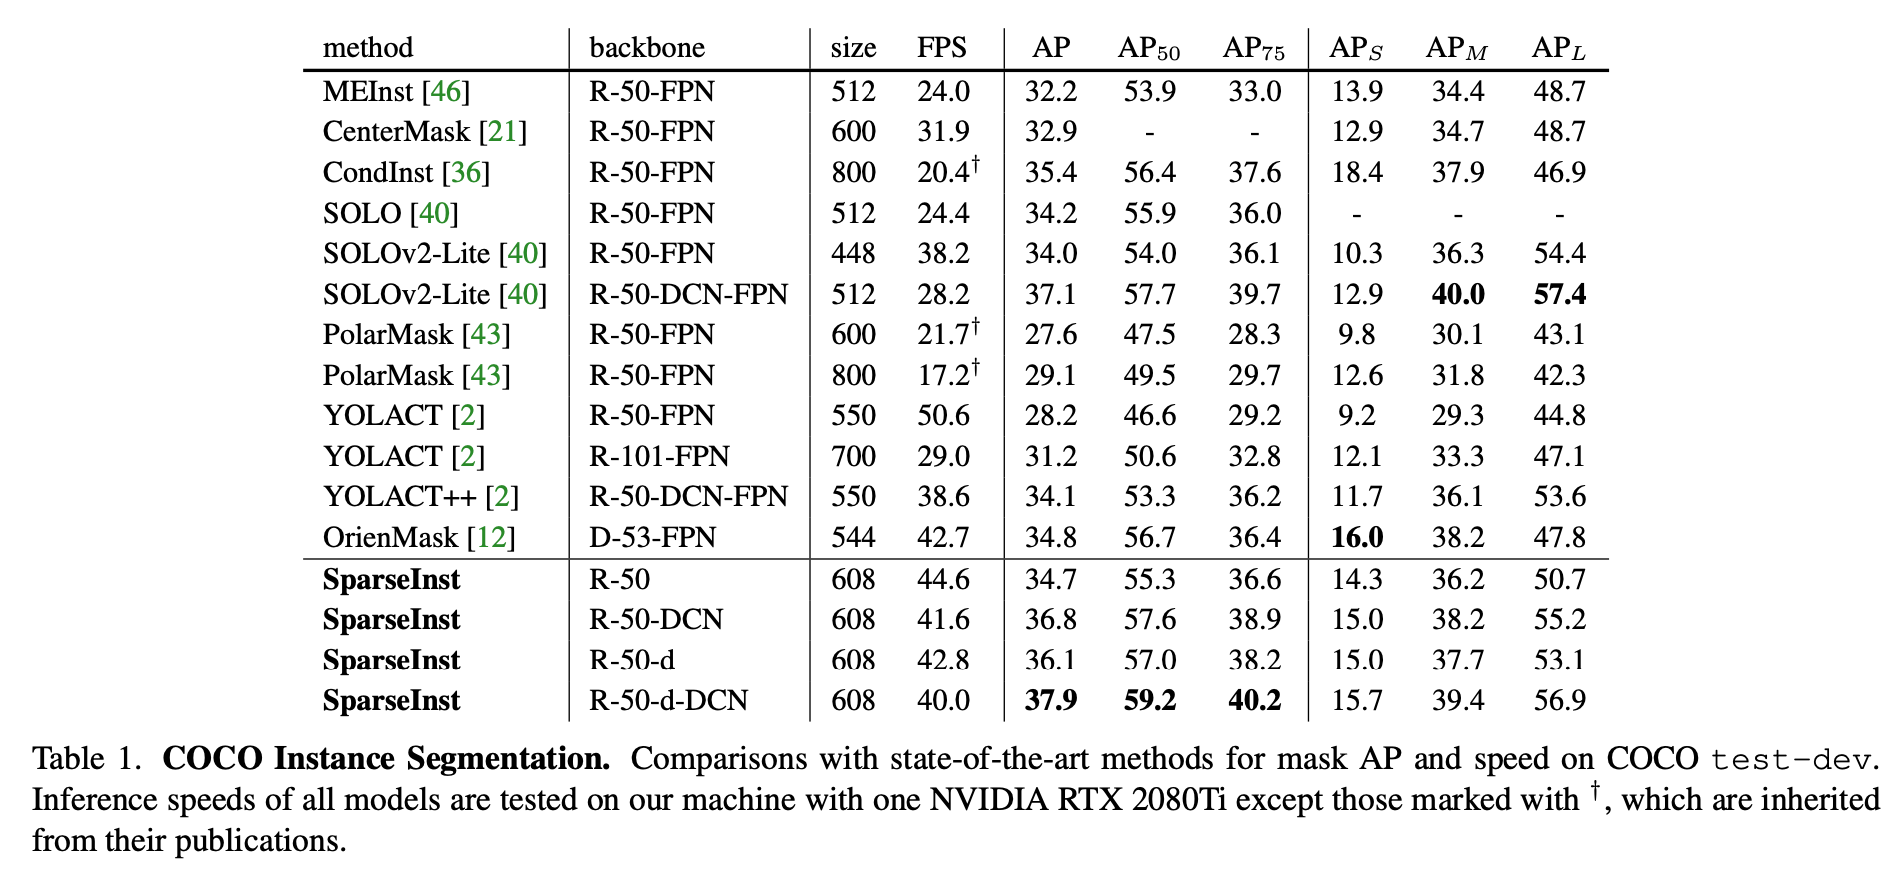 method backbone size FPS AP AP50 AP75 APS APM APL
MEInst [46] R-50-FPN 512 24.0 32.2 53.9 33.0 13.9 34.4 48.7
CenterMask [21] R-50-FPN 600 31.9 32.9 - - 12.9 34.7 48.7
CondInst [36] R-50-FPN 800 20.4† 35.4 56.4 37.6 18.4 37.9 46.9
SOLO [40] R-50-FPN 512 24.4 34.2 55.9 36.0 - - -
SOLOv2-Lite [40] R-50-FPN 448 38.2 34.0 54.0 36.1 10.3 36.3 54.4
SOLOv2-Lite [40] R-50-DCN-FPN 512 28.2 37.1 57.7 39.7 12.9 40.0 57.4
PolarMask [43] R-50-FPN 600 21.7† 27.6 47.5 28.3 9.8 30.1 43.1
PolarMask [43] R-50-FPN 800 17.2† 29.1 49.5 29.7 12.6 31.8 42.3
YOLACT [2] R-50-FPN 550 50.6 28.2 46.6 29.2 9.2 29.3 44.8
YOLACT [2] R-101-FPN 700 29.0 31.2 50.6 32.8 12.1 33.3 47.1
YOLACT++ [2] R-50-DCN-FPN 550 38.6 34.1 53.3 36.2 11.7 36.1 53.6
OrienMask [12] D-53-FPN 544 42.7 34.8 56.7 36.4 16.0 38.2 47.8
SparseInst R-50 608 44.6 34.7 55.3 36.6 14.3 36.2 50.7
SparseInst R-50-DCN 608 41.6 36.8 57.6 38.9 15.0 38.2 55.2
SparseInst R-50-d 608 42.8 36.1 57.0 38.2 15.0 37.7 53.1
SparseInst R-50-d-DCN 608 40.0 37.9 59.2 40.2 15.7 39.4 56.9
Table 1. COCO Instance Segmentation. Comparisons with state-of-the-art methods for mask AP and speed on COCO test-dev.
Inference speeds of all models are tested on our machine with one NVIDIA RTX 2080Ti except those marked with †, which are inherited
from their publications.